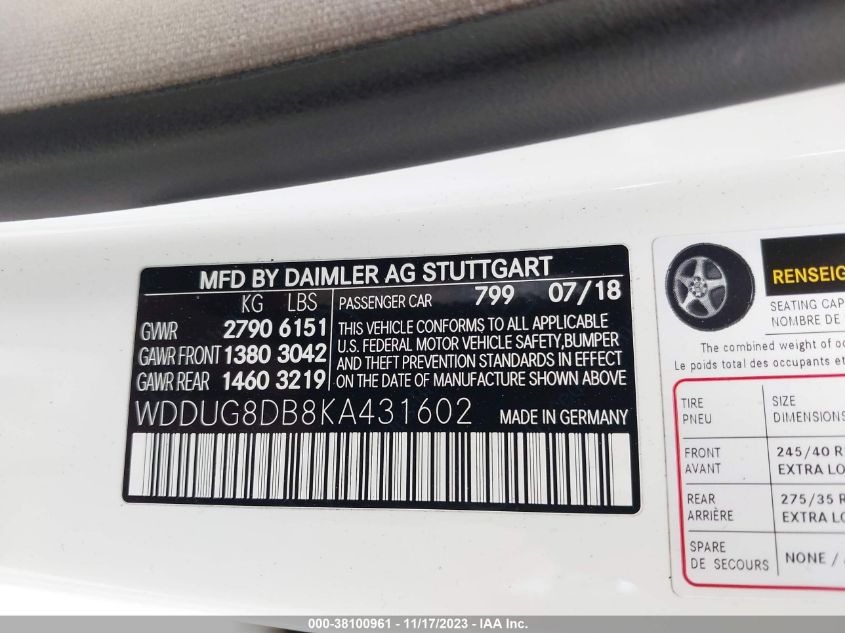 MFD BY DAIMLER AG STUTTGART
KG LBS
PASSENGER CAR 799 07/18
GVWR 2790 6151
GAWR FRONT 1380 3042
GAWR REAR 1460 3219
THIS VEHICLE CONFORMS TO ALL APPLICABLE
U.S. FEDERAL MOTOR VEHICLE SAFETY,BUMPER
AND THEFT PREVENTION STANDARDS IN EFFECT
ON THE DATE OF MANUFACTURE SHOWN ABOVE
WDDUG8DB8KA431602 MADE IN GERMANY
RENSEIG
SEATING CAP
NOMBRE DE
The combined weight of oc
Le poids total des occupants et
TIRE SIZE
PNEU DIMENSIONS
FRONT 245/40 R
AVANT EXTRA LO
REAR 275/35 R
ARRIÈRE EXTRA LO
SPARE
DE SECOURS NONE /
000-38100961 - 11/17/2023 - IAA Inc.